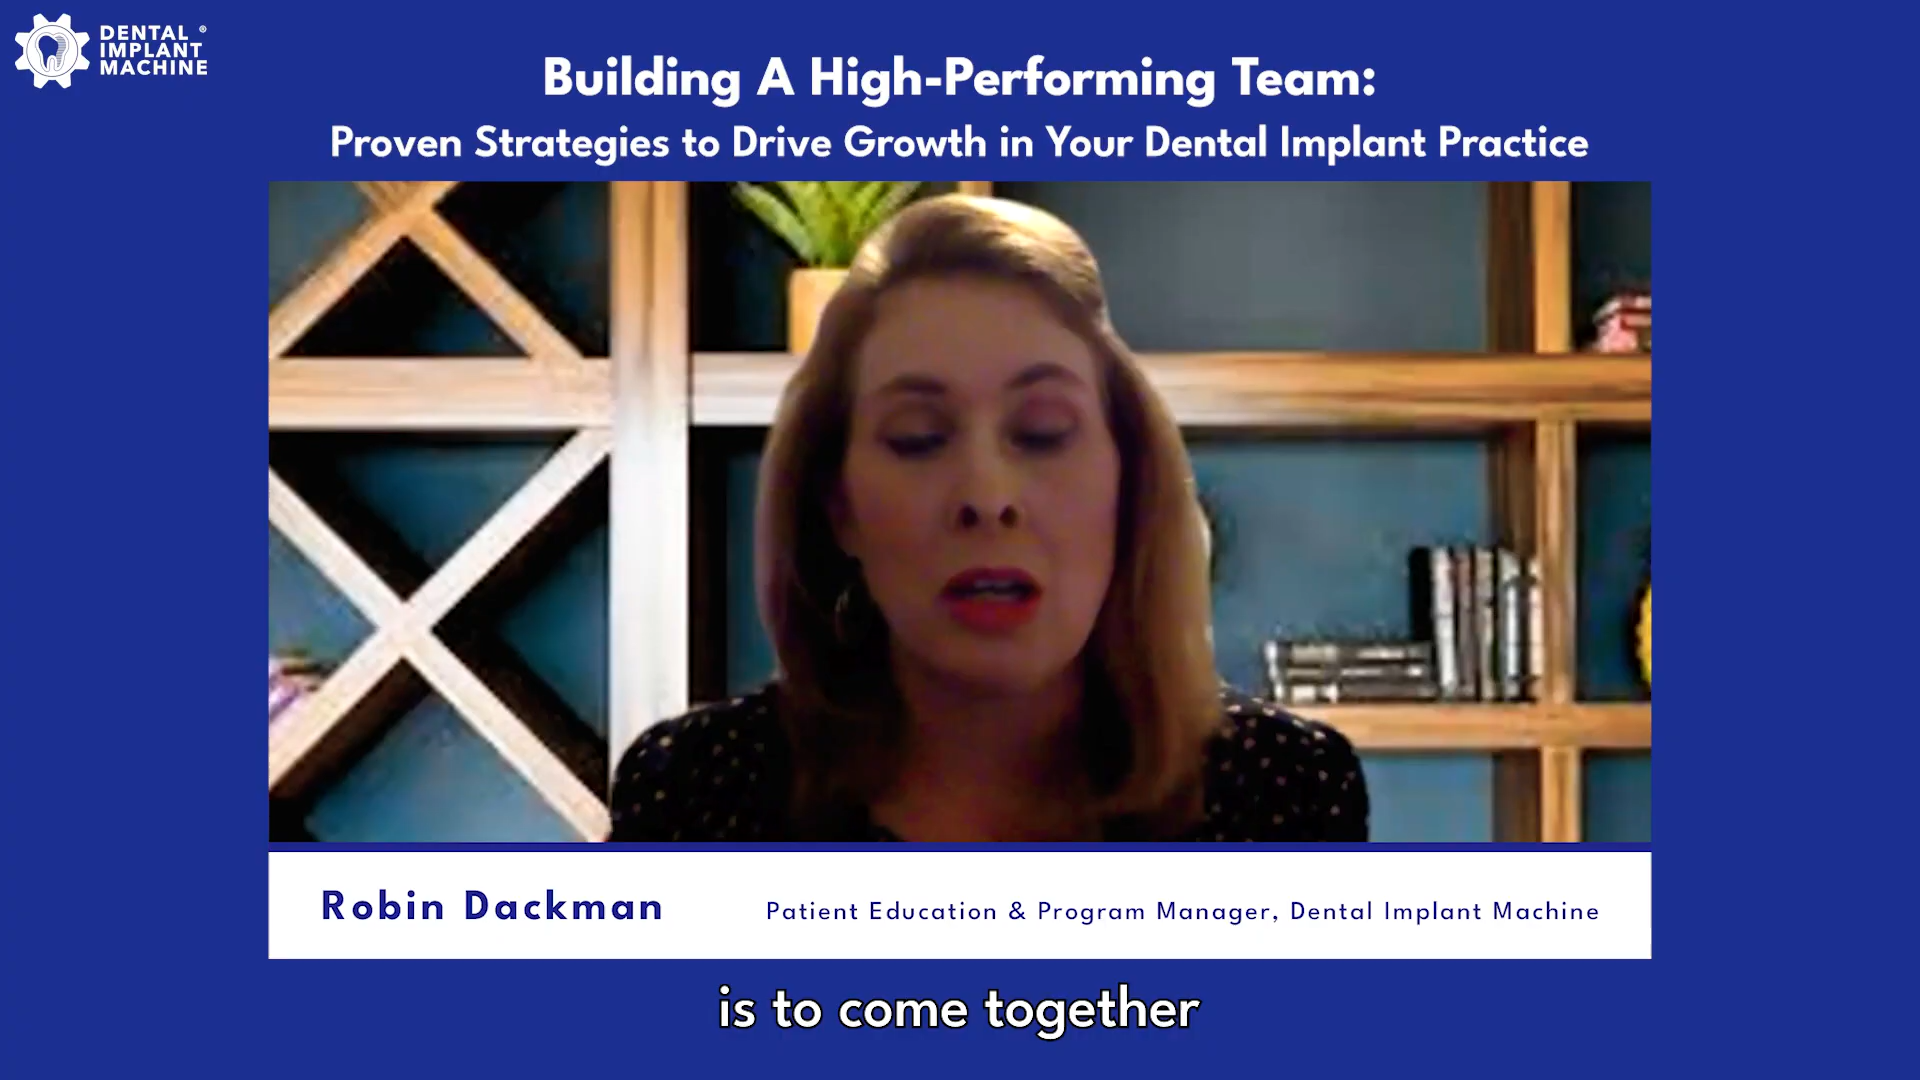 DENTAL ®
IMPLANT
MACHINE
Building A High-Performing Team:
Proven Strategies to Drive Growth in Your Dental Implant Practice
Robin Dackman
Patient Education & Program Manager, Dental Implant Machine
is to come together